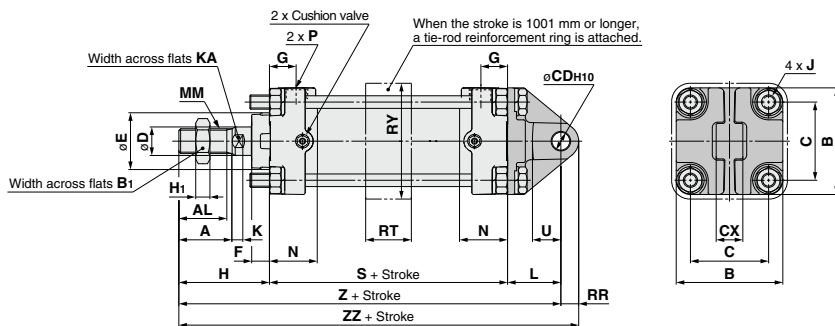 2 x Cushion valve
2 x P
When the stroke is 1001 mm or longer,
a tie-rod reinforcement ring is attached.
Width across flats KA
G
G
øCDH10
4 x J
MM
øE
øD
RY
C
B
Width across flats B1
H1
AL
A
K
F
N
RT
N
U
CX
C
B
H
S + Stroke
L
Z + Stroke
RR
ZZ + Stroke